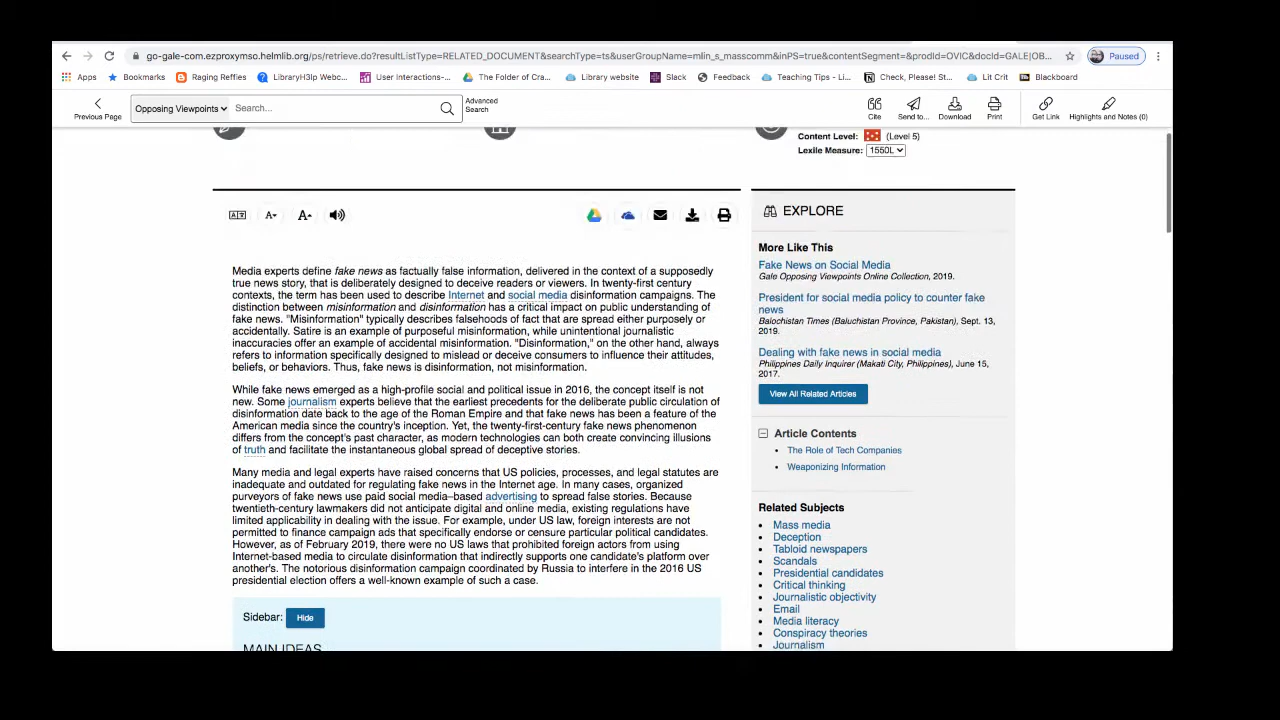 go-gale-com.ezproxymso.helmlib.org/ps/retrieve.do?resultListType=RELATED_DOCUMENT&searchType=ts&userGroupName=mlin_s_masscomm&inPS=true&contentSegment=&prodId=OVIC&docId=GALE|OB...
Paused
Apps Bookmarks Raging Reffies LibraryH3lp Webc... User interactions-... The Folder of Cra... Library website Slack Feedback Teaching Tips - Li... Check, Please! St... Lit Crit Blackboard
Previous Page
Opposing Viewpoints Search...
Advanced
Search
Cite Send to... Download Print Get Link Highlights and Notes (0)
Content Level: (Level 5)
Lexile Measure: 1550L
A- A-
Media experts define fake news as factually false information, delivered in the context of a supposedly
true news story, that is deliberately designed to deceive readers or viewers. In twenty-first century
contexts, the term has been used to describe Internet and social media disinformation campaigns. The
distinction between misinformation and disinformation has a critical impact on public understanding of
fake news. "Misinformation" typically describes falsehoods of fact that are spread either purposely or
accidentally. Satire is an example of purposeful misinformation, while unintentional journalistic
inaccuracies offer an example of accidental misinformation. "Disinformation," on the other hand, always
refers to information specifically designed to mislead or deceive consumers to influence their attitudes,
beliefs, or behaviors. Thus, fake news is disinformation, not misinformation.
While fake news emerged as a high-profile social and political issue in 2016, the concept itself is not
new. Some journalism experts believe that the earliest precedents for the deliberate public circulation of
disinformation date back to the age of the Roman Empire and that fake news has been a feature of the
American media since the country's inception. Yet, the twenty-first-century fake news phenomenon
differs from the concept's past character, as modern technologies can both create convincing illusions
of truth and facilitate the instantaneous global spread of deceptive stories.
Many media and legal experts have raised concerns that US policies, processes, and legal statutes are
inadequate and outdated for regulating fake news in the Internet age. In many cases, organized
purveyors of fake news use paid social media–based advertising to spread false stories. Because
twentieth-century lawmakers did not anticipate digital and online media, existing regulations have
limited applicability in dealing with the issue. For example, under US law, foreign interests are not
permitted to finance campaign ads that specifically endorse or censure particular political candidates.
However, as of February 2019, there were no US laws that prohibited foreign actors from using
Internet-based media to circulate disinformation that indirectly supports one candidate's platform over
another's. The notorious disinformation campaign coordinated by Russia to interfere in the 2016 US
presidential election offers a well-known example of such a case.
Sidebar: Hide
MAIN IDEAS
EXPLORE
More Like This
Fake News on Social Media
Gale Opposing Viewpoints Online Collection, 2019.
President for social media policy to counter fake
news
Balochistan Times (Baluchistan Province, Pakistan), Sept. 13,
2019.
Dealing with fake news in social media
Philippines Daily Inquirer (Makati City, Philippines), June 15,
2017.
View All Related Articles
Article Contents
• The Role of Tech Companies
• Weaponizing Information
Related Subjects
• Mass media
• Deception
• Tabloid newspapers
• Scandals
• Presidential candidates
• Critical thinking
• Journalistic objectivity
• Email
• Media literacy
• Conspiracy theories
• Journalism